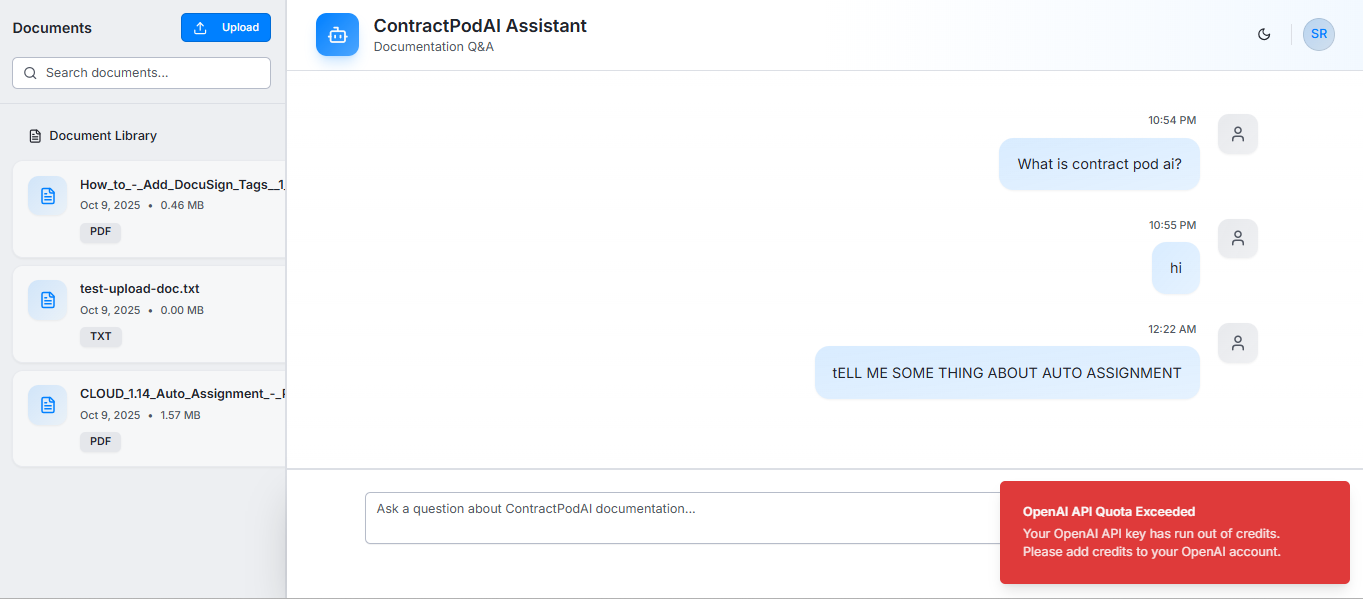 Documents
Upload
Search documents...
Document Library
How_to_-_Add_DocuSign_Tags__1_
Oct 9, 2025 • 0.46 MB
PDF
test-upload-doc.txt
Oct 9, 2025 • 0.00 MB
TXT
CLOUD_1.14_Auto_Assignment_-_
Oct 9, 2025 • 1.57 MB
PDF
ContractPodAI Assistant
Documentation Q&A
SR
10:54 PM
What is contract pod ai?
10:55 PM
hi
12:22 AM
tELL ME SOME THING ABOUT AUTO ASSIGNMENT
Ask a question about ContractPodAI documentation...
OpenAI API Quota Exceeded
Your OpenAI API key has run out of credits.
Please add credits to your OpenAI account.